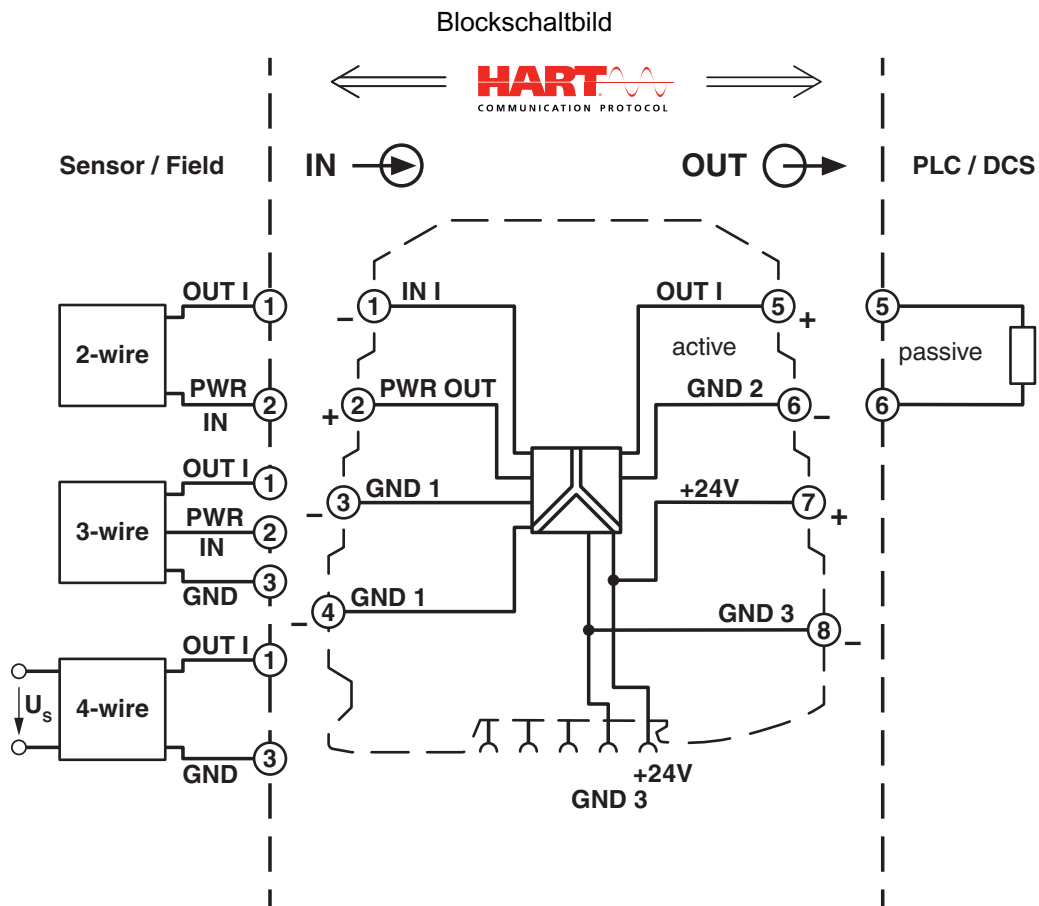 Blockschaltbild
HART
COMMUNICATION PROTOCOL
Sensor / Field
IN
OUT
PLC / DCS
OUT I
1
2-wire
PWR
2
IN
OUT I
1
3-wire
PWR
2
IN
3
GND
OUT I
1
Us
4-wire
3
GND
1
IN I
−
2
PWR OUT
+
3
GND 1
−
4
GND 1
−
OUT I
5
+
active
GND 2
6
−
+24V
7
+
GND 3
8
−
+24V
GND 3
5
passive
6